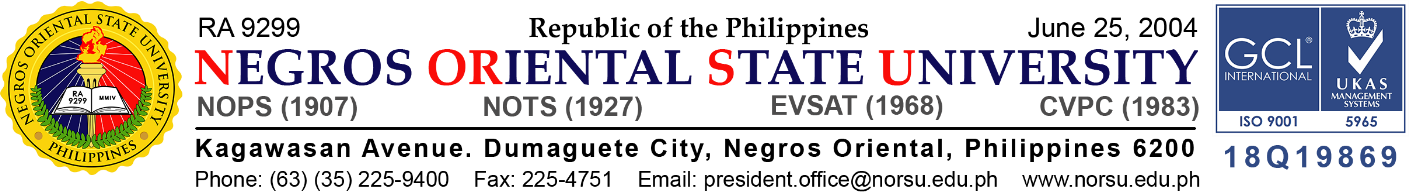 NEGROS ORIENTAL STATE UNIVERSITY
RA 9299
MMIV
PHILIPPINES
RA 9299 Republic of the Philippines June 25, 2004
NEGROS ORIENTAL STATE UNIVERSITY
NOPS (1907) NOTS (1927) EVSAT (1968) CVPC (1983)
Kagawasan Avenue. Dumaguete City, Negros Oriental, Philippines 6200
Phone: (63) (35) 225-9400 Fax: 225-4751 Email: president.office@norsu.edu.ph www.norsu.edu.ph
GCL®
INTERNATIONAL
UKAS
MANAGEMENT
SYSTEMS
ISO 9001 5965
18Q19869